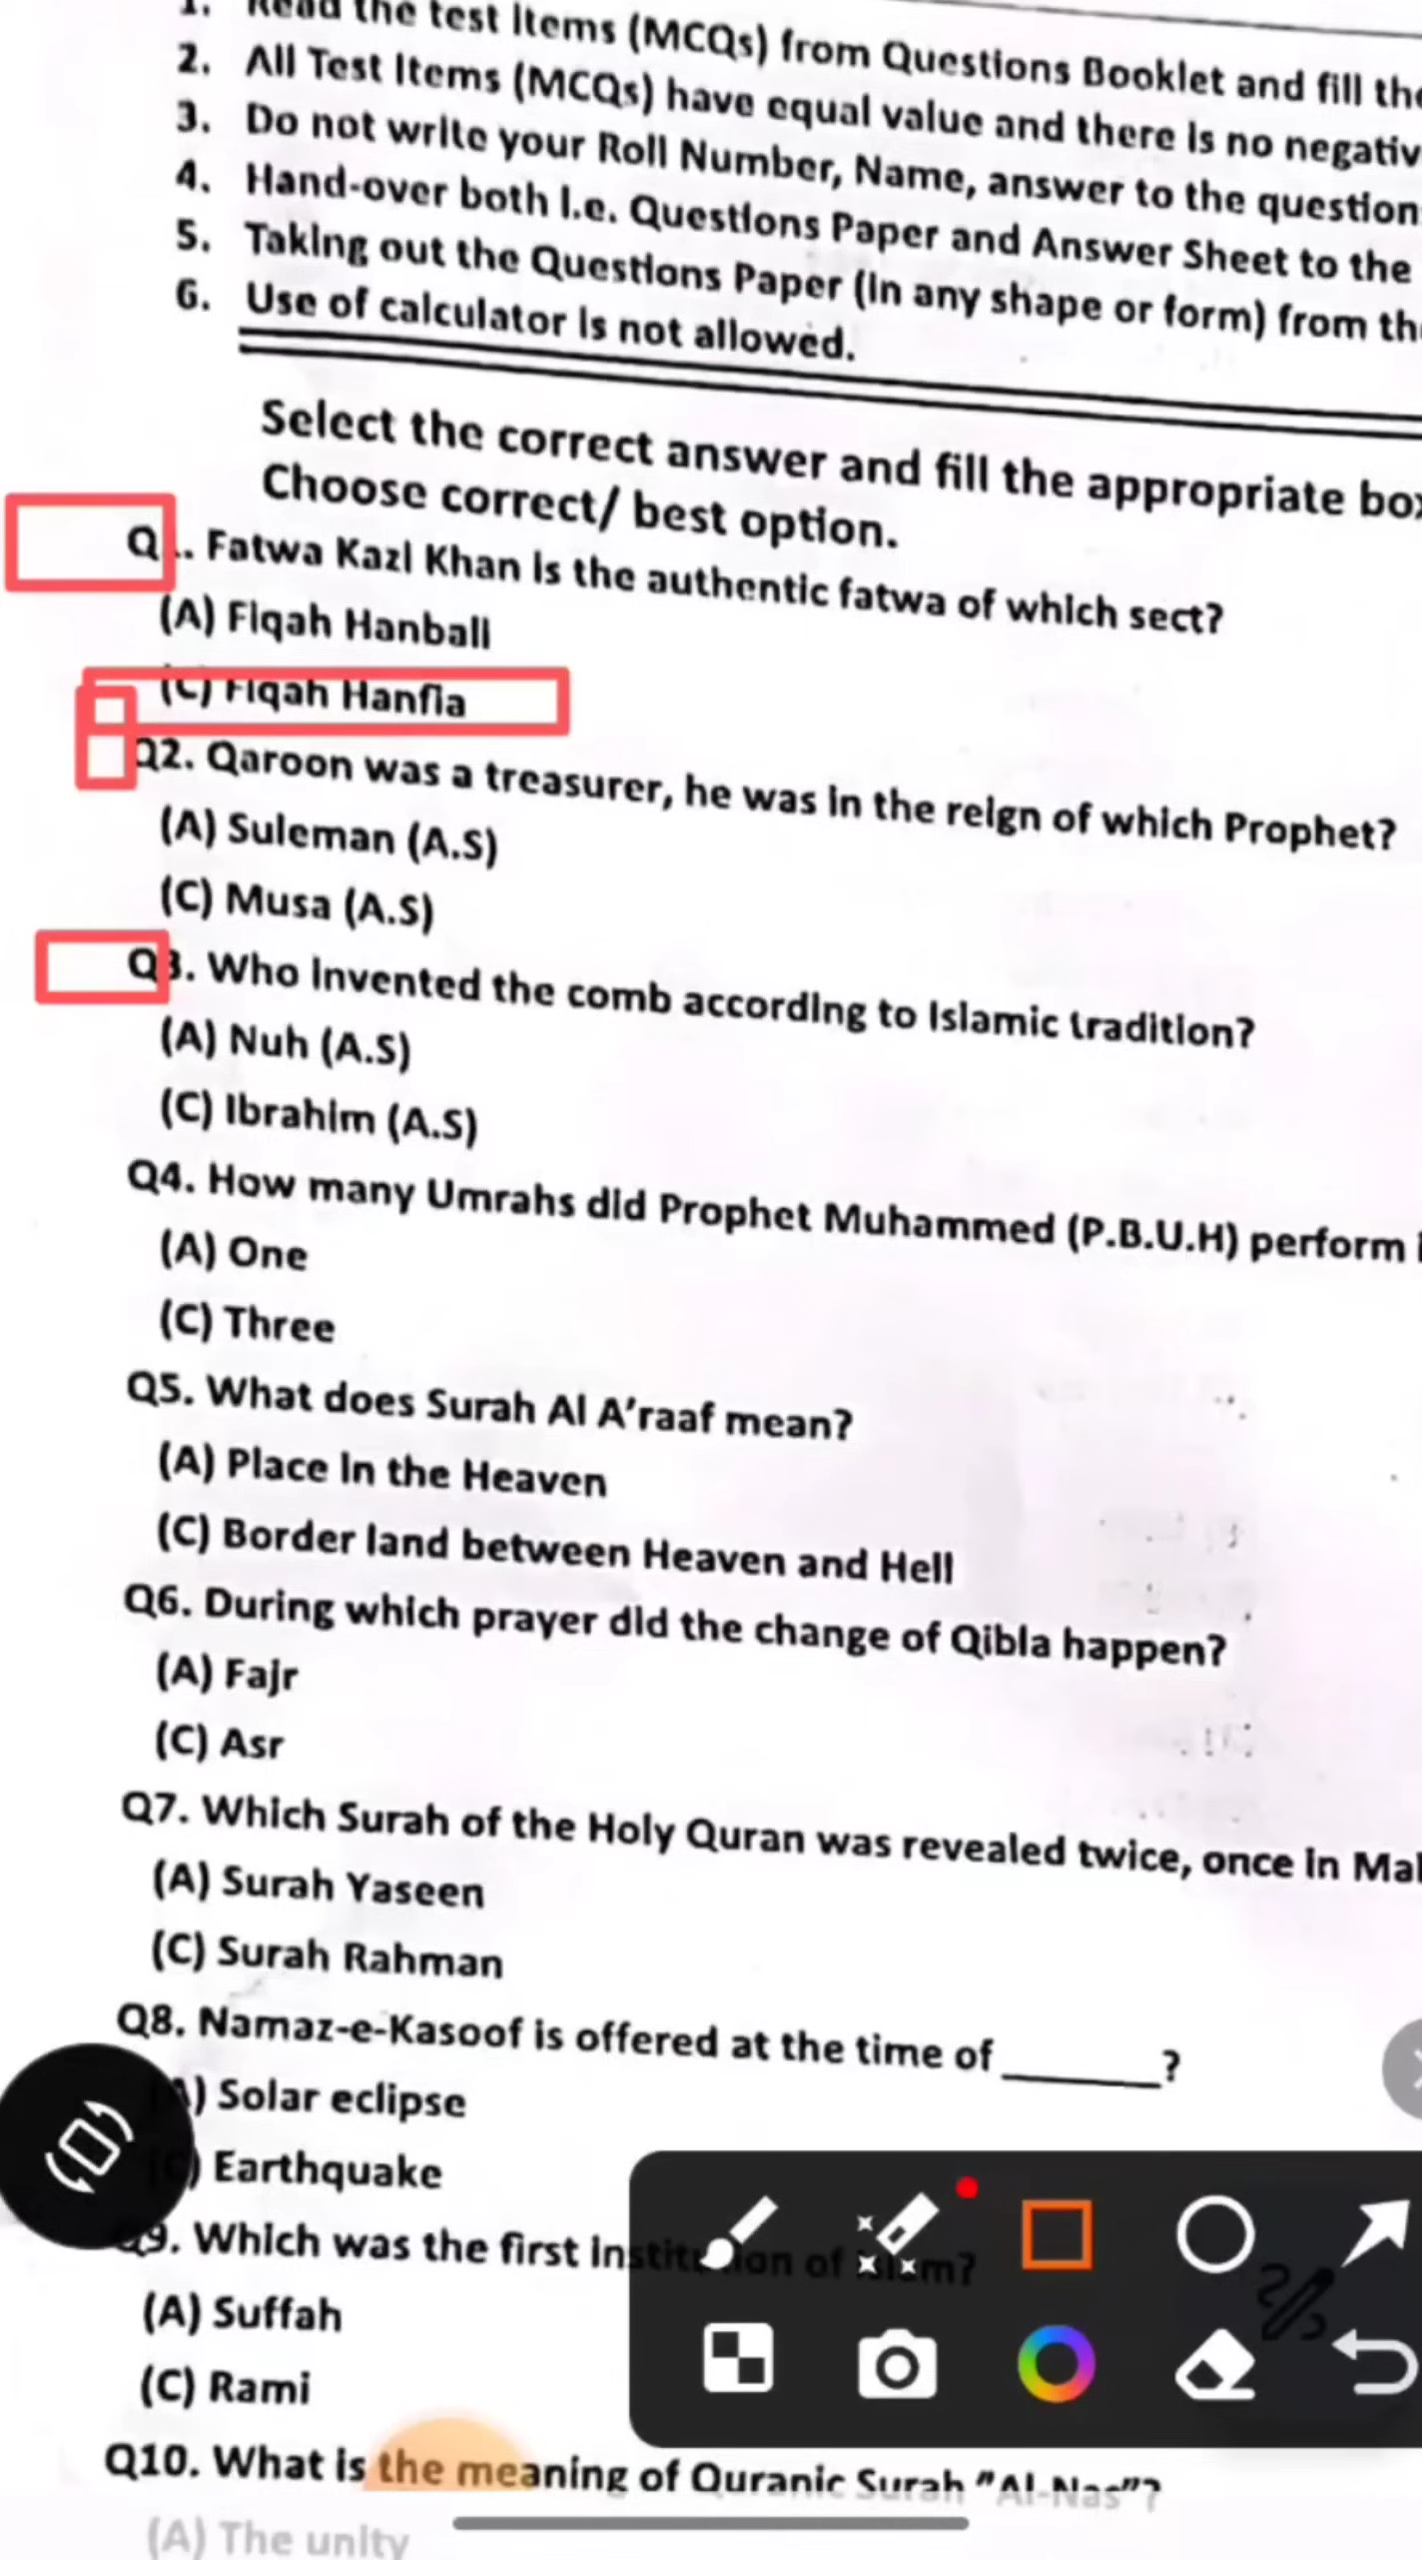 1. Read the test Items (MCQs) from Questions Booklet and fill the
2. All Test Items (MCQs) have equal value and there is no
3. Do not write your Roll Number, Name, answer to the
4. Hand-over both I.e. Questions Paper and Answer Sheet to the
5. Taking out the Questions Paper (in any shape or form) from
6. Use of calculator is not allowed.
Select the correct answer and fill the appropriate
Choose correct/ best option.
Q1. Fatwa Kazi Khan is the authentic fatwa of which sect?
(A) Fiqah Hanbali
(C) Fiqah Hanfia
Q2. Qaroon was a treasurer, he was in the reign of which Prophet?
(A) Suleman (A.S)
(C) Musa (A.S)
Q3. Who invented the comb according to Islamic tradition?
(A) Nuh (A.S)
(C) Ibrahim (A.S)
Q4. How many Umrahs did Prophet Muhammed (P.B.U.H) perform
(A) One
(C) Three
Q5. What does Surah Al A'raaf mean?
(A) Place in the Heaven
(C) Border land between Heaven and Hell
Q6. During which prayer did the change of Qibla happen?
(A) Fajr
(C) Asr
Q7. Which Surah of the Holy Quran was revealed twice, once in
(A) Surah Yaseen
(C) Surah Rahman
Q8. Namaz-e-Kasoof is offered at the time of ________?
(A) Solar eclipse
(C) Earthquake
Q9. Which was the first institution of Islam?
(A) Suffah
(C) Rami
Q10. What is the meaning of Quranic Surah "Al-Nas"?
(A) The unity